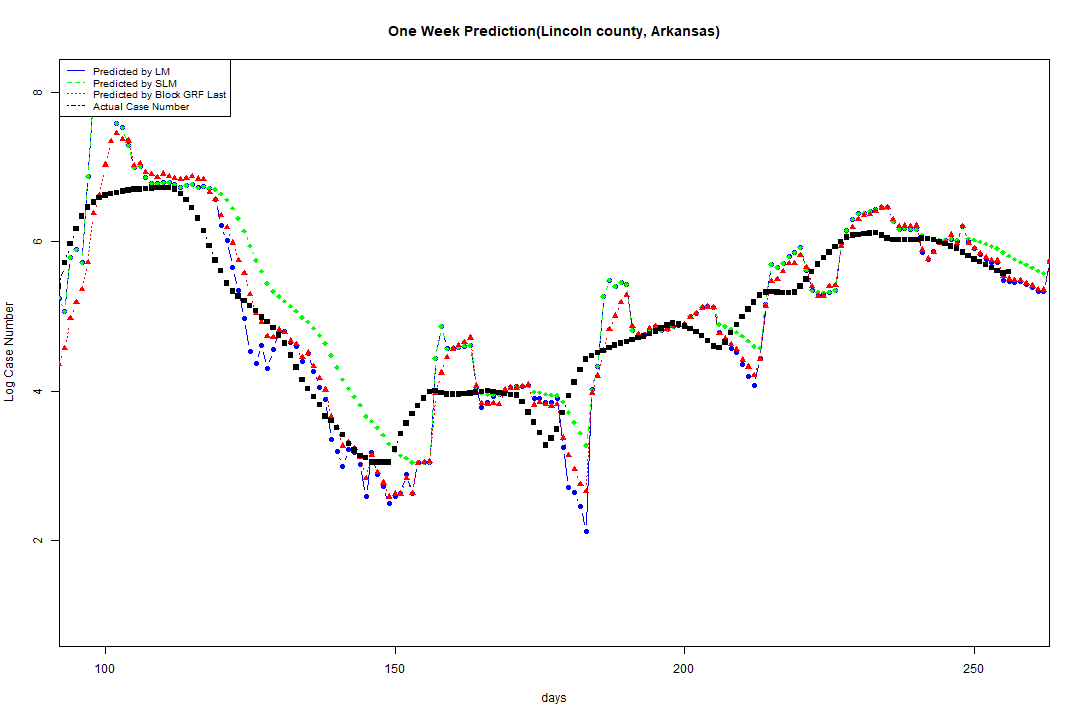 One Week Prediction(Lincoln county, Arkansas)
Predicted by LM
Predicted by SLM
Predicted by Block GRF Last
Actual Case Number
8
6
4
2
Log Case Number
100 150 200 250
days